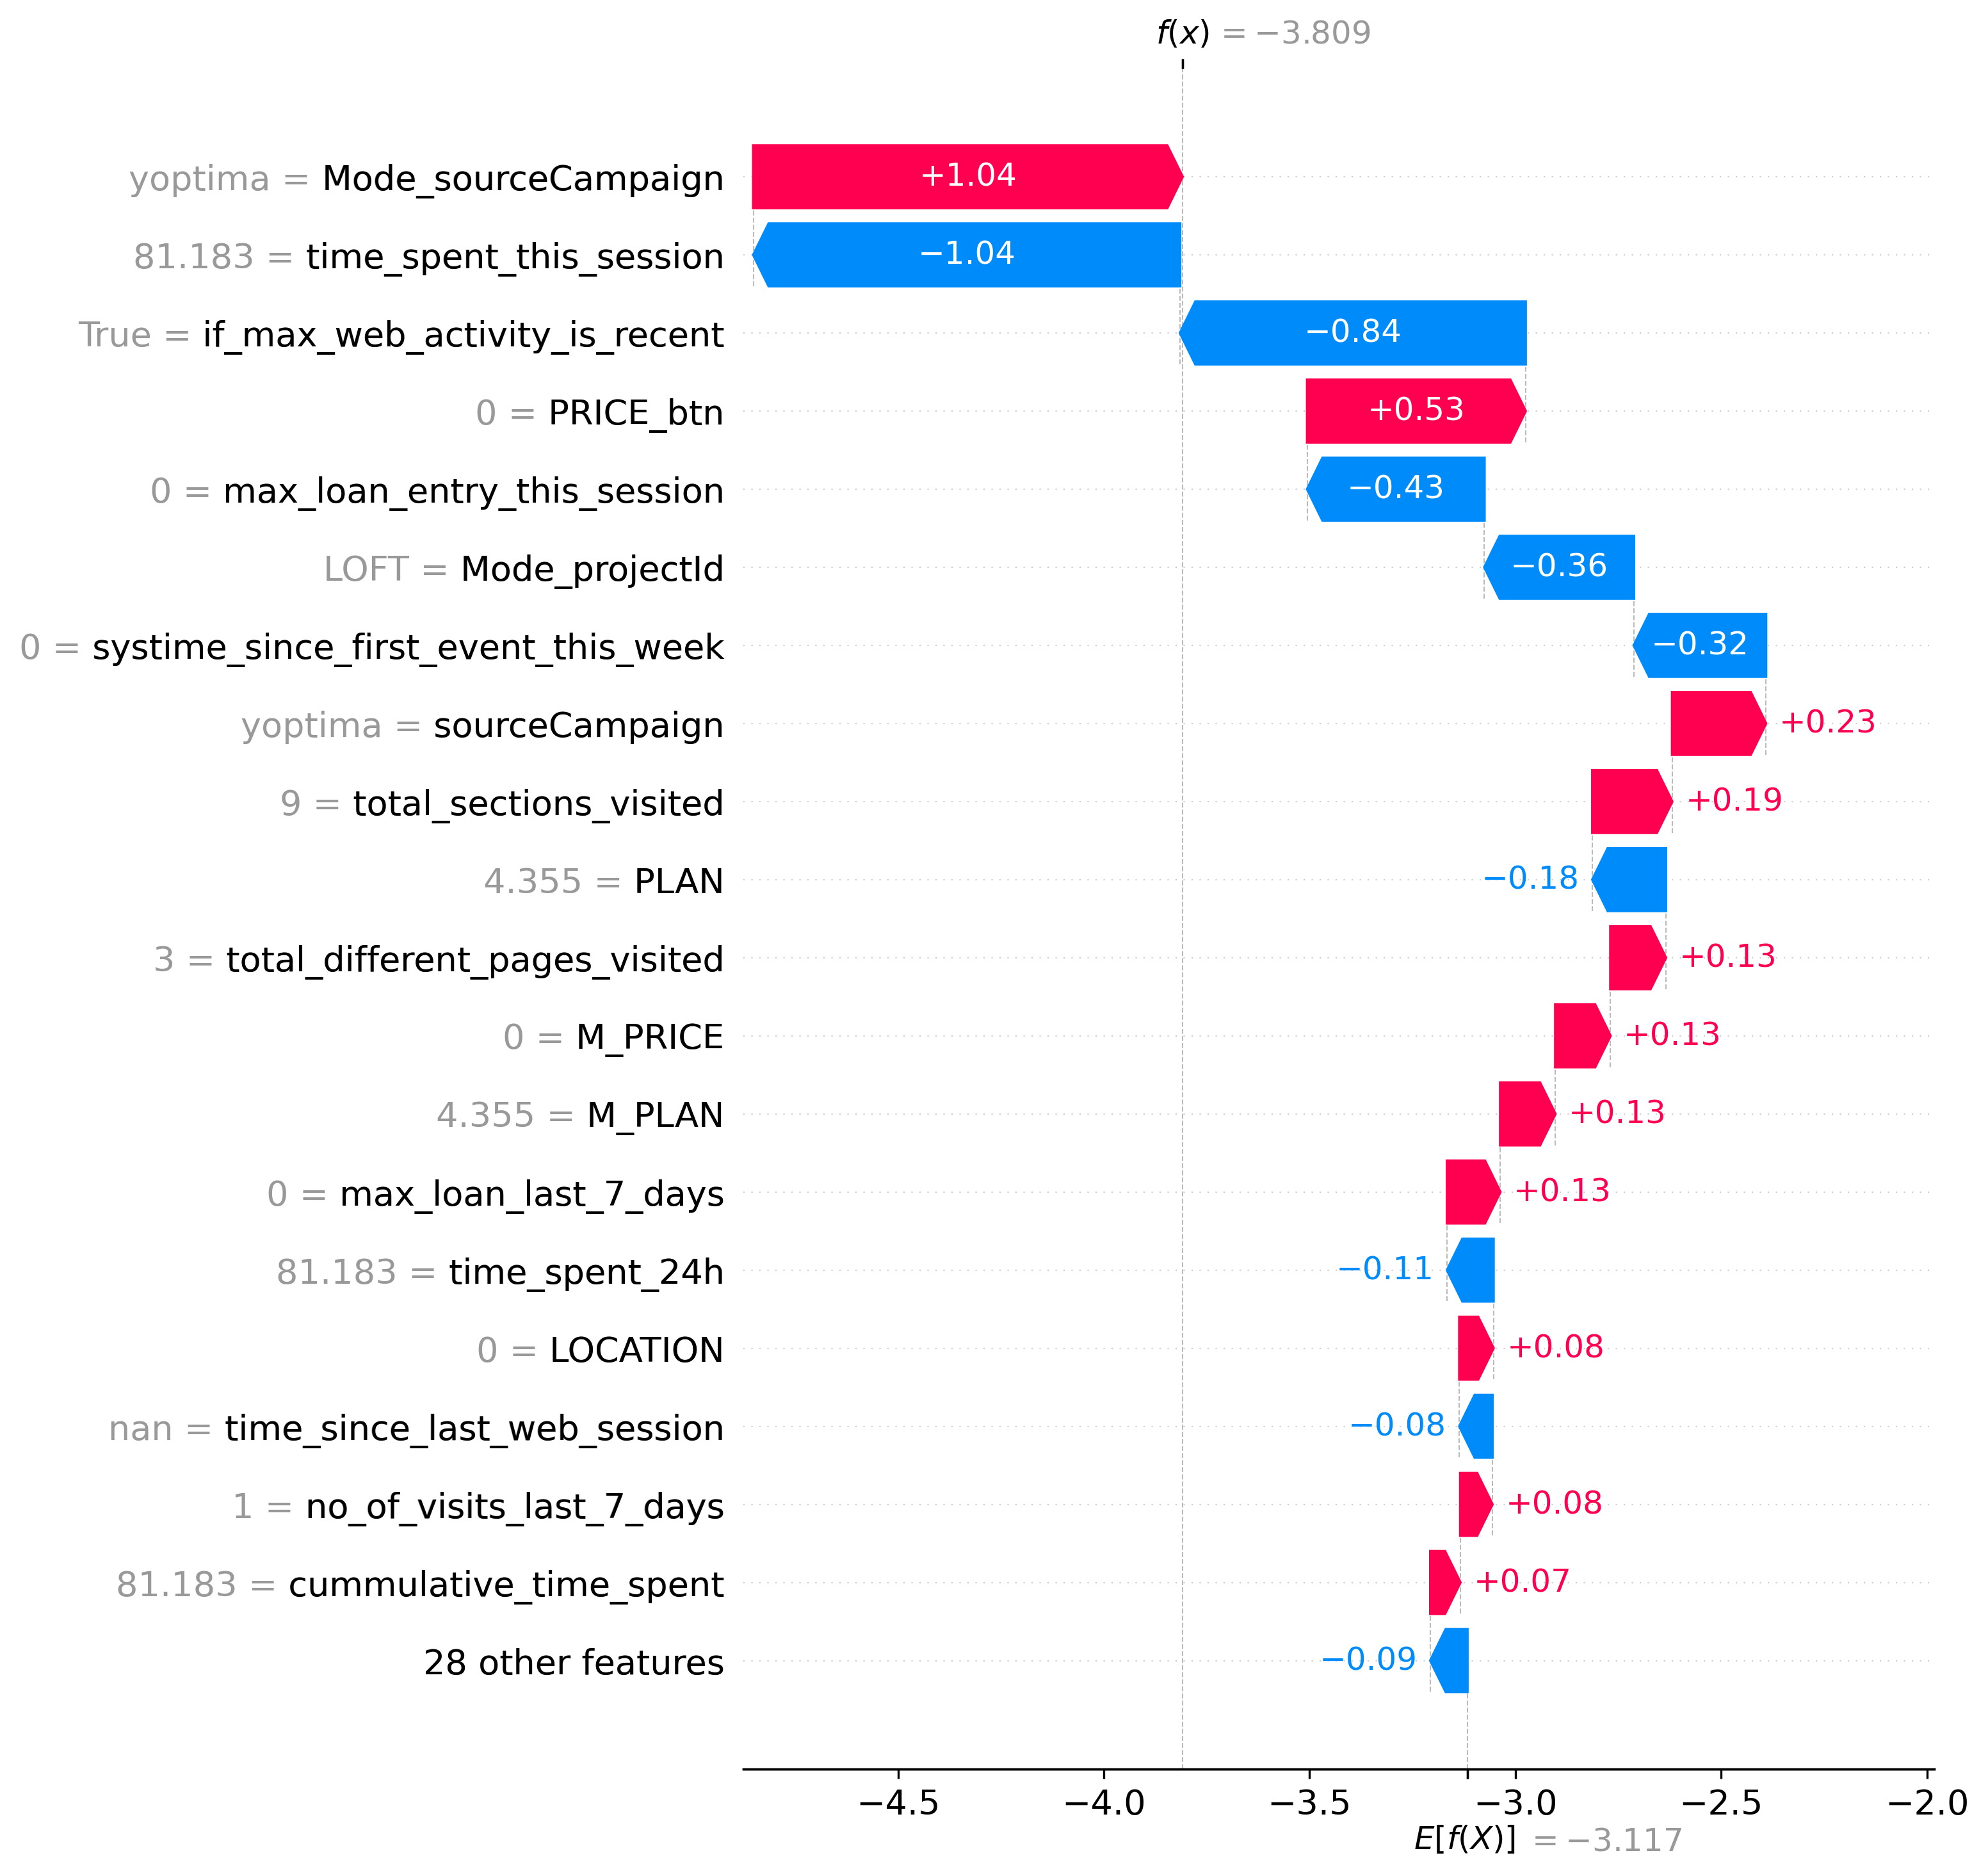 f(x) = −3.809
yoptima = Mode_sourceCampaign +1.04
81.183 = time_spent_this_session −1.04
True = if_max_web_activity_is_recent −0.84
0 = PRICE_btn +0.53
0 = max_loan_entry_this_session −0.43
LOFT = Mode_projectId −0.36
0 = systime_since_first_event_this_week −0.32
yoptima = sourceCampaign +0.23
9 = total_sections_visited +0.19
4.355 = PLAN −0.18
3 = total_different_pages_visited +0.13
0 = M_PRICE +0.13
4.355 = M_PLAN +0.13
0 = max_loan_last_7_days +0.13
81.183 = time_spent_24h −0.11
0 = LOCATION +0.08
nan = time_since_last_web_session −0.08
1 = no_of_visits_last_7_days +0.08
81.183 = cummulative_time_spent +0.07
28 other features −0.09
−4.5 −4.0 −3.5 −3.0 −2.5 −2.0
E[f(X)] = −3.117